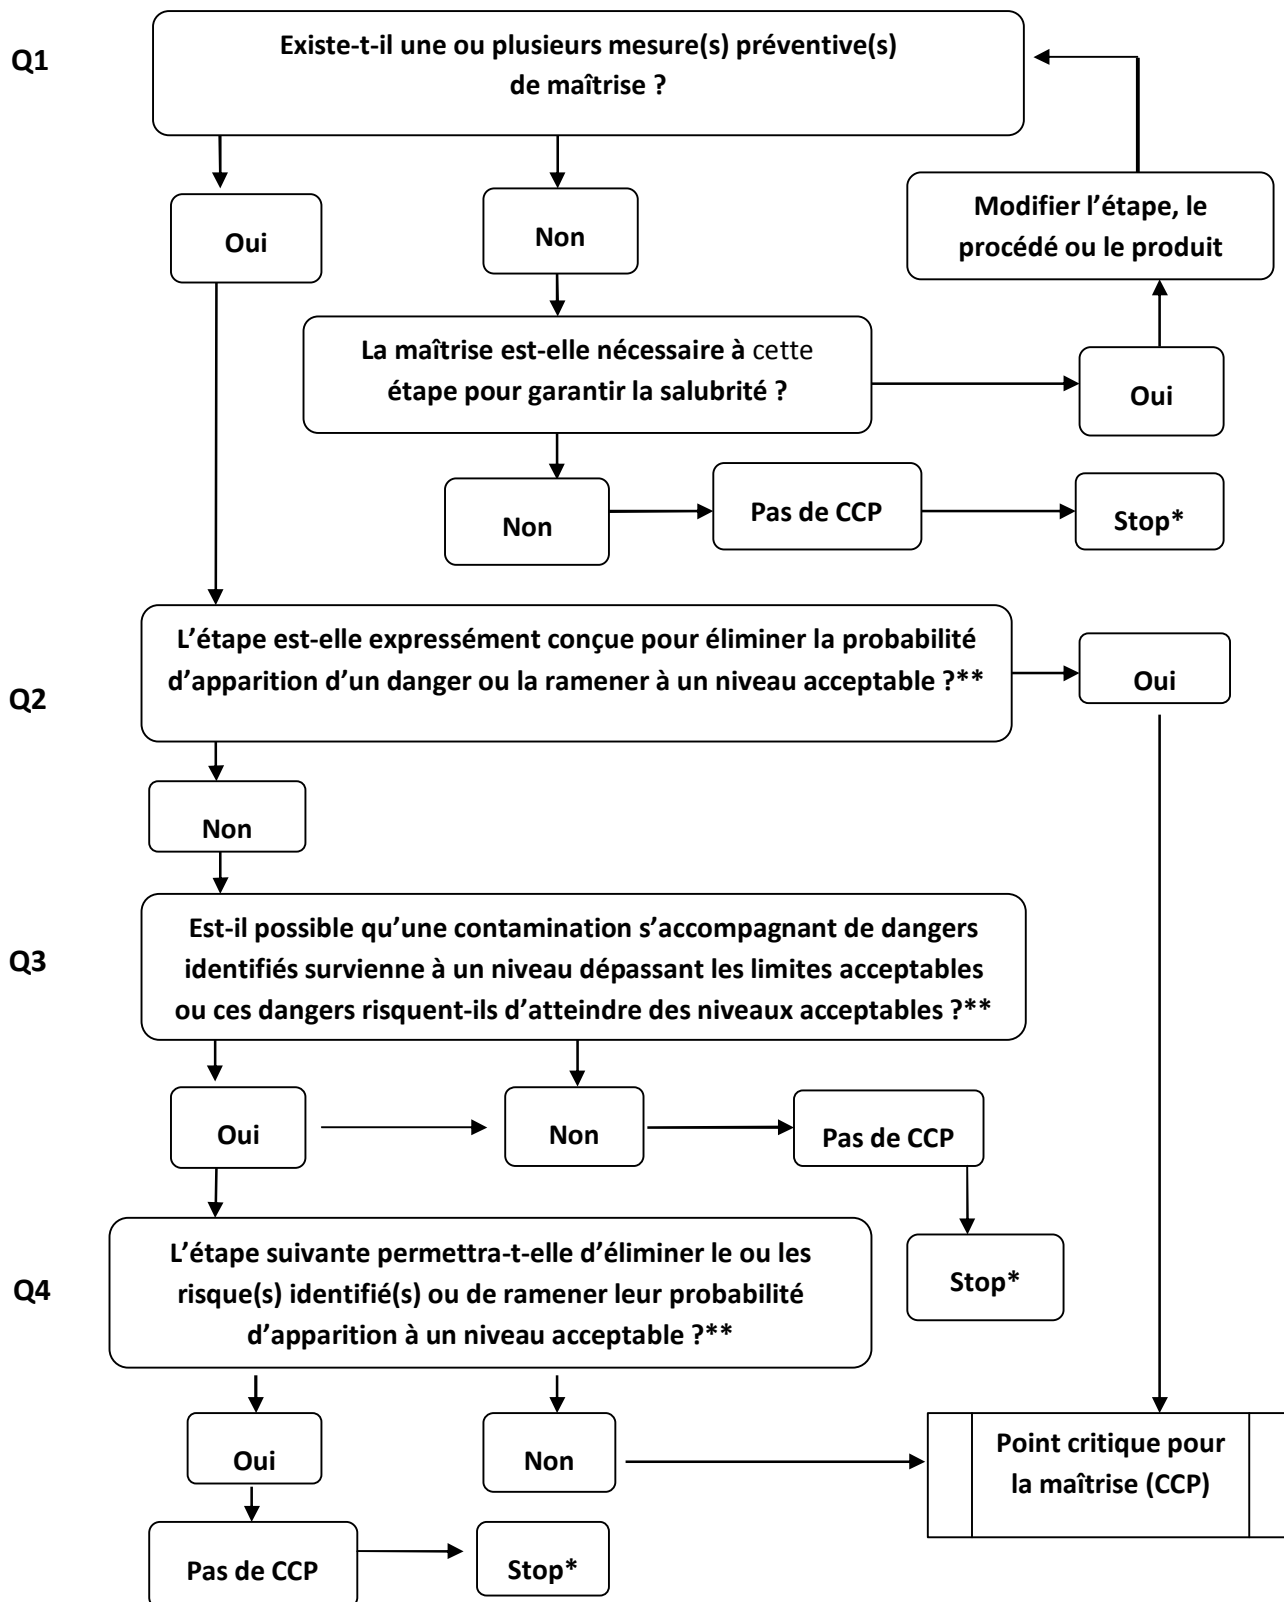 Q1
Existe-t-il une ou plusieurs mesure(s) préventive(s)
de maîtrise ?
Oui
Non
Modifier l’étape, le
procédé ou le produit
La maîtrise est-elle nécessaire à cette
étape pour garantir la salubrité ?
Oui
Non
Pas de CCP
Stop*
Q2
L’étape est-elle expressément conçue pour éliminer la probabilité
d’apparition d’un danger ou la ramener à un niveau acceptable ?**
Oui
Non
Q3
Est-il possible qu’une contamination s’accompagnant de dangers
identifiés survienne à un niveau dépassant les limites acceptables
ou ces dangers risquent-ils d’atteindre des niveaux acceptables ?**
Oui
Non
Pas de CCP
Stop*
Q4
L’étape suivante permettra-t-elle d’éliminer le ou les
risque(s) identifié(s) ou de ramener leur probabilité
d’apparition à un niveau acceptable ?**
Oui
Non
Point critique pour
la maîtrise (CCP)
Pas de CCP
Stop*